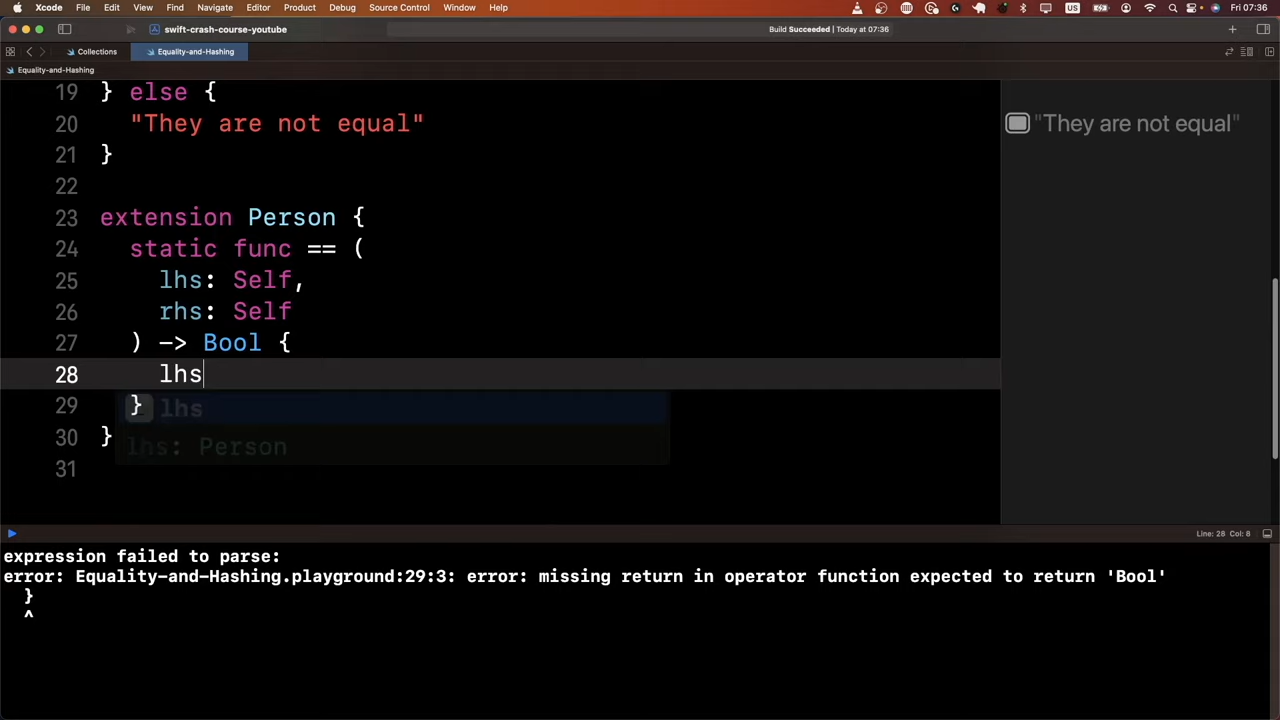 Xcode File Edit View Find Navigate Editor Product Debug Source Control Window Help Fri 07:36
swift-crash-course-youtube Build Succeeded | Today at 07:36
Collections Equality-and-Hashing
Equality-and-Hashing
19 } else {
20 "They are not equal" "They are not equal"
21 }
22
23 extension Person {
24 static func == (
25 lhs: Self,
26 rhs: Self
27 ) -> Bool {
28 lhs
29 } lhs
30 } lhs: Person
31
Line: 28 Col: 8
expression failed to parse:
error: Equality-and-Hashing.playground:29:3: error: missing return in operator function expected to return 'Bool'
}
^